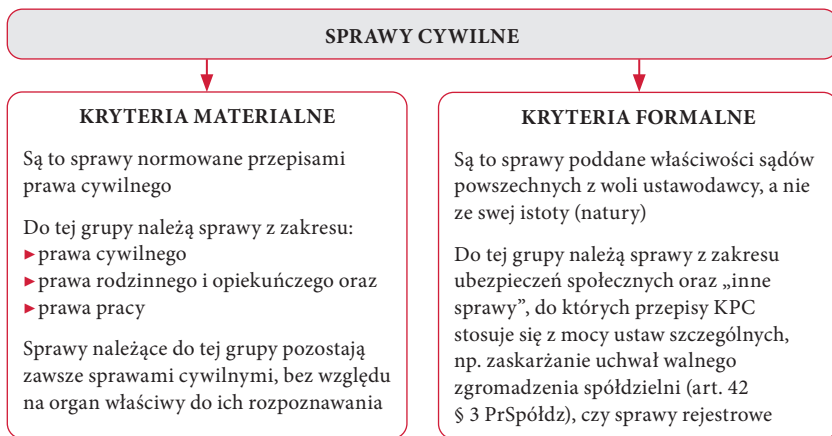 SPRAWY CYWILNE
KRYTERIA MATERIALNE
Są to sprawy normowane przepisami
prawa cywilnego
Do tej grupy należą sprawy z zakresu:
►prawa cywilnego
►prawa rodzinnego i opiekuńczego oraz
►prawa pracy
Sprawy należące do tej grupy pozostają
zawsze sprawami cywilnymi, bez względu
na organ właściwy do ich rozpoznawania
KRYTERIA FORMALNE
Są to sprawy poddane właściwości sądów
powszechnych z woli ustawodawcy, a nie
ze swej istoty (natury)
Do tej grupy należą sprawy z zakresu
ubezpieczeń społecznych oraz „inne
sprawy”, do których przepisy KPC
stosuje się z mocy ustaw szczególnych,
np. zaskarżanie uchwał walnego
zgromadzenia spółdzielni (art. 42
§ 3 PrSpółdz), czy sprawy rejestrowe